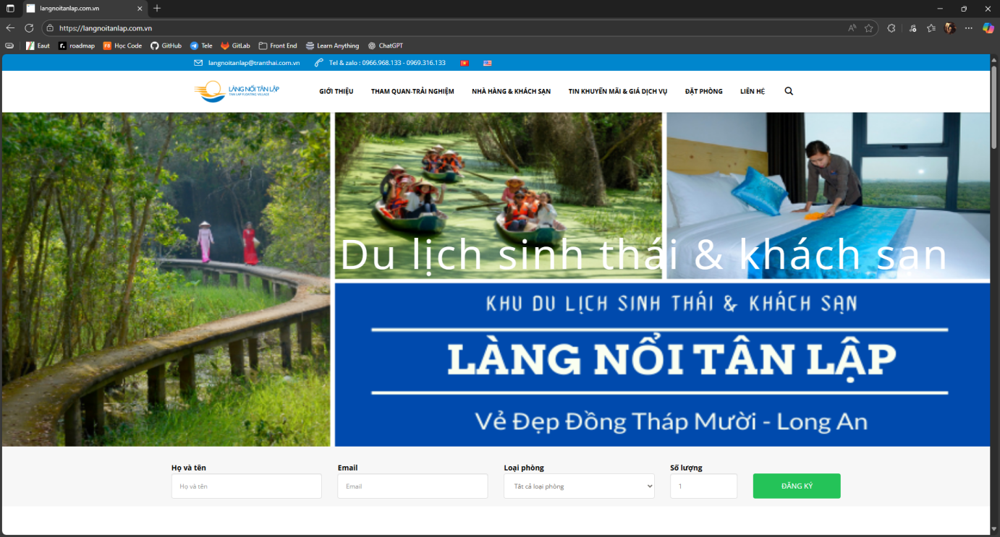 langnoitanlap.com.vn
https://langnoitanlap.com.vn
Eaut roadmap F8 Học Code GitHub Tele GitLab Front End Learn Anything ChatGPT
langnoitanlap@tranthai.com.vn Tel & zalo : 0966.968.133 - 0969.316.133
LÀNG NỔI TÂN LẬP
TAN LAP FLOATING VILLAGE
GIỚI THIỆU THAM QUAN-TRẢI NGHIỆM NHÀ HÀNG & KHÁCH SẠN TIN KHUYẾN MÃI & GIÁ DỊCH VỤ ĐẶT PHÒNG LIÊN HỆ
Du lịch sinh thái & khách sạn
KHU DU LỊCH SINH THÁI & KHÁCH SẠN
LÀNG NỔI TÂN LẬP
Vẻ Đẹp Đồng Tháp Mười - Long An
Họ và tên Email Loại phòng Số lượng
Họ và tên Email Tất cả loại phòng 1 ĐĂNG KÝ